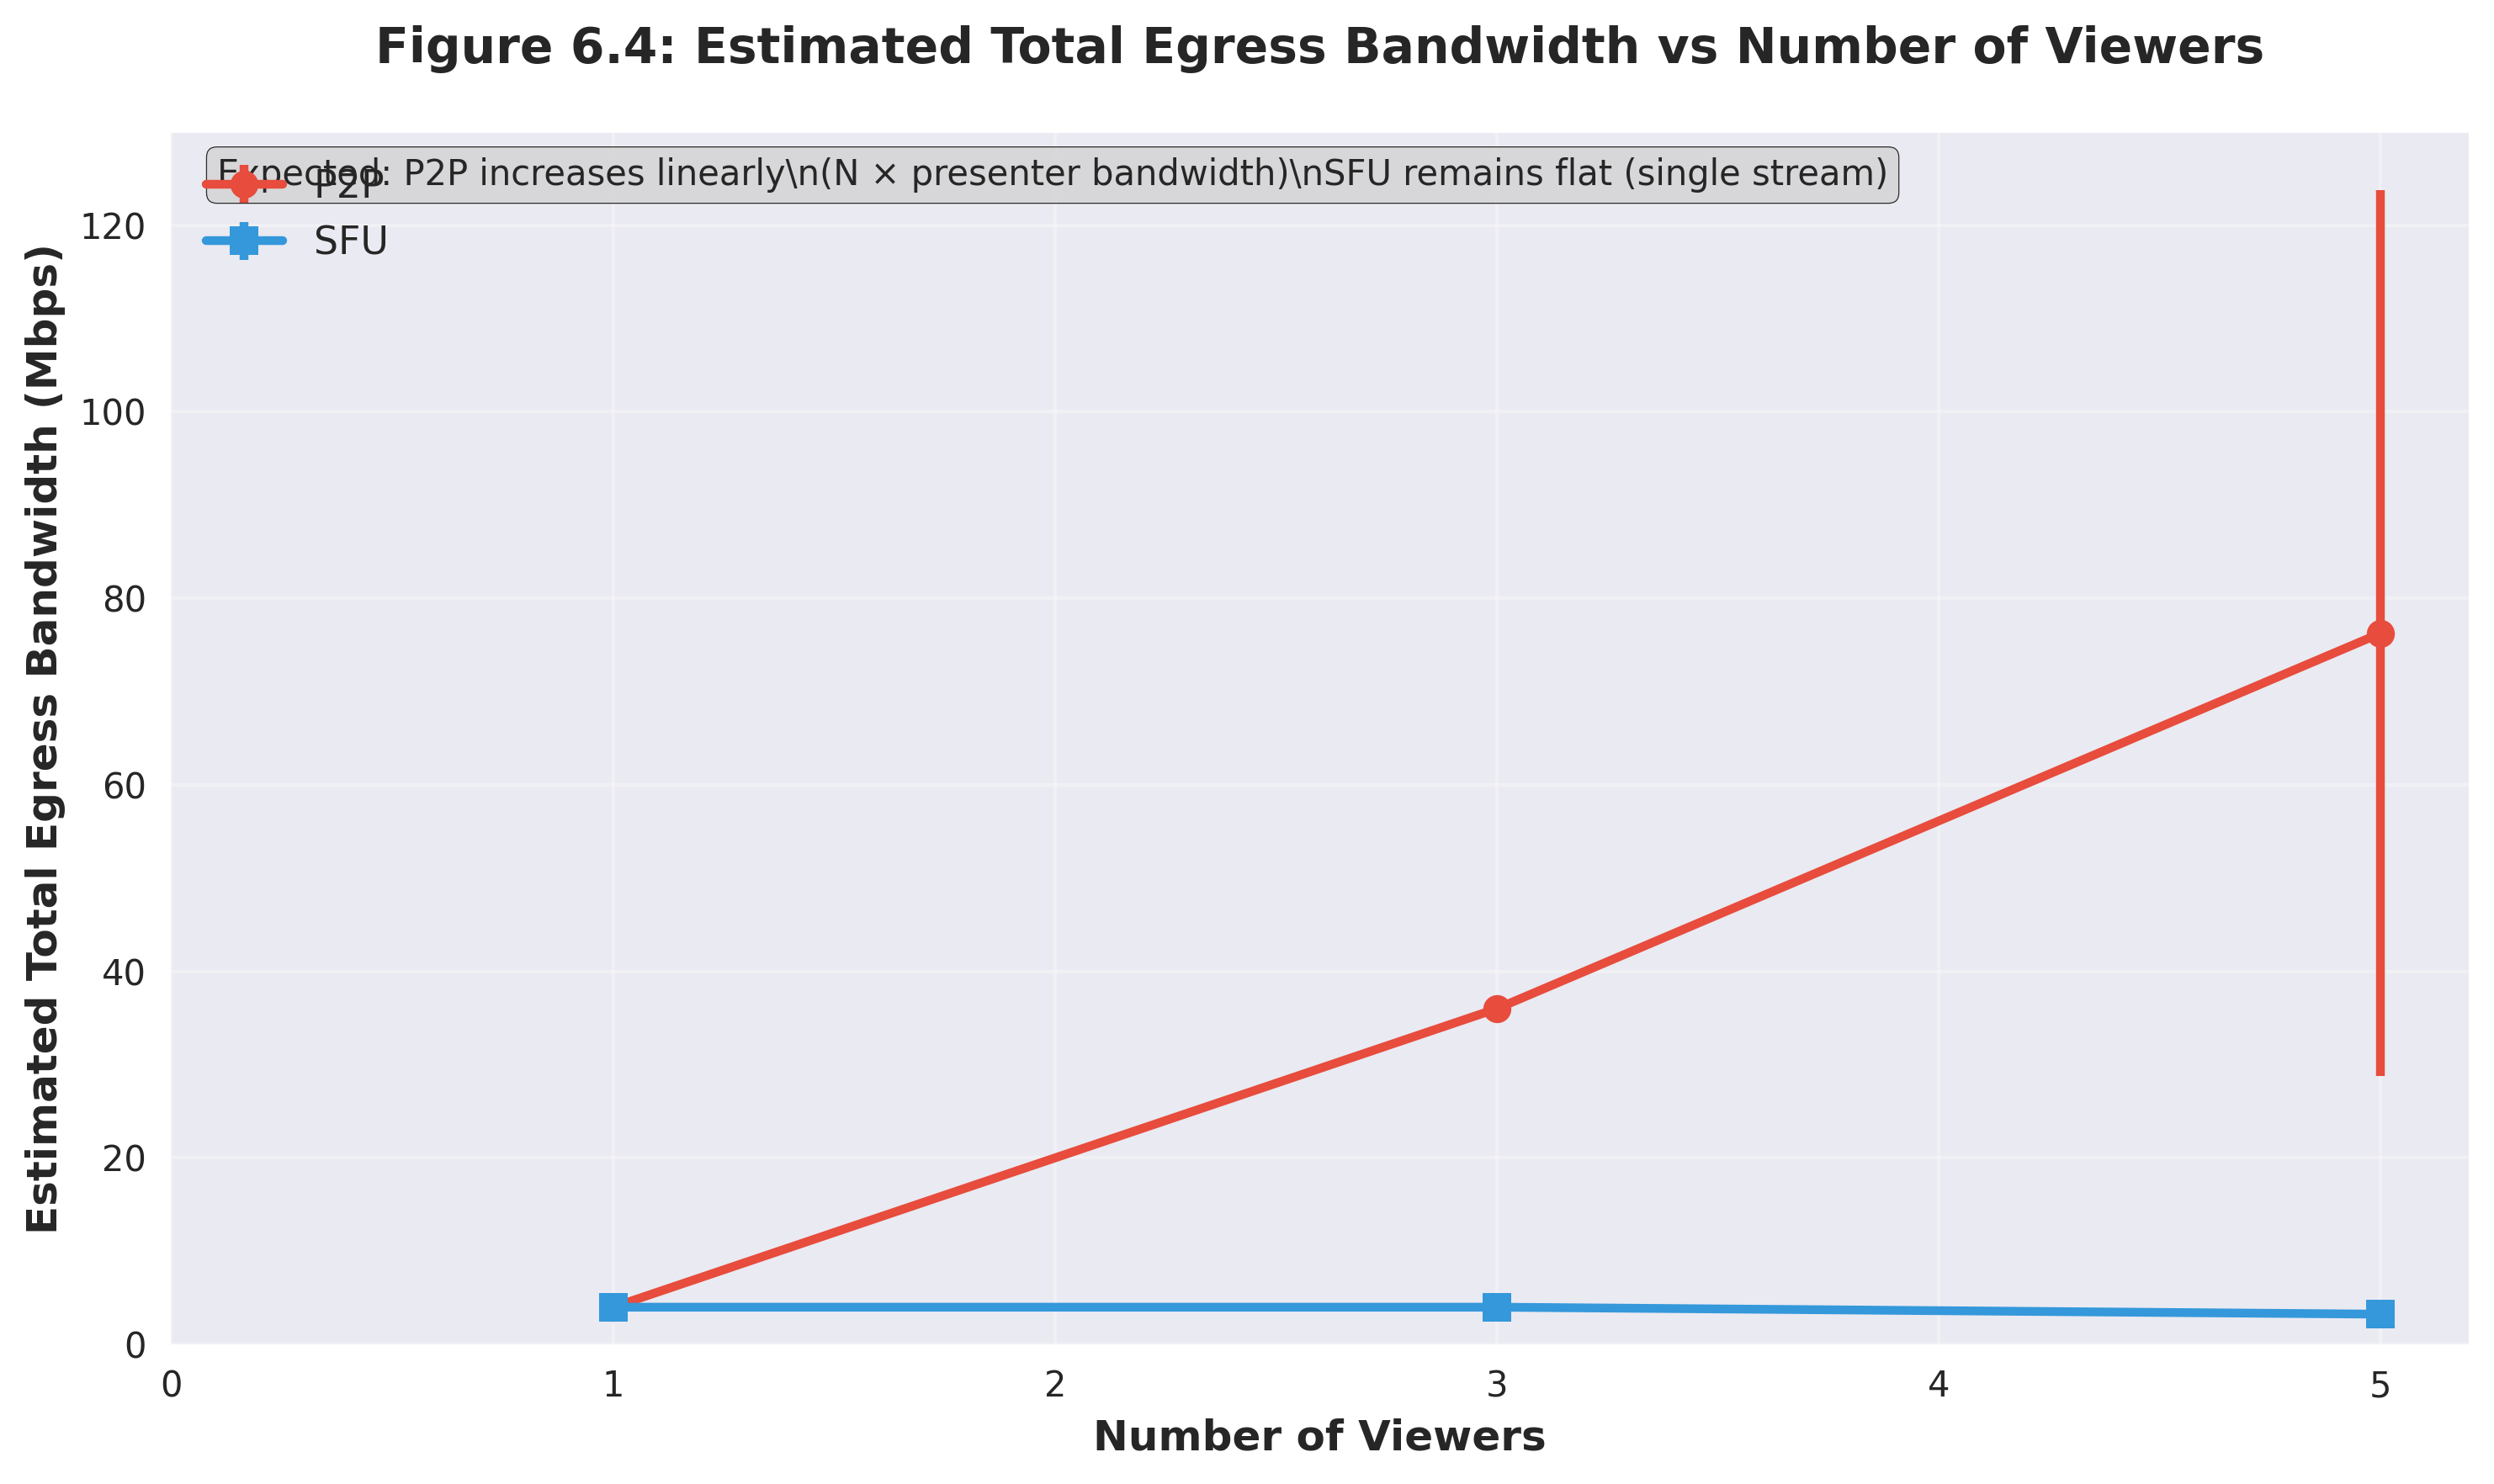 Figure 6.4: Estimated Total Egress Bandwidth vs Number of Viewers
Expected: P2P increases linearly\n(N × presenter bandwidth)\nSFU remains flat (single stream)
P2P
SFU
Estimated Total Egress Bandwidth (Mbps)
120
100
80
60
40
20
0
0 1 2 3 4 5
Number of Viewers